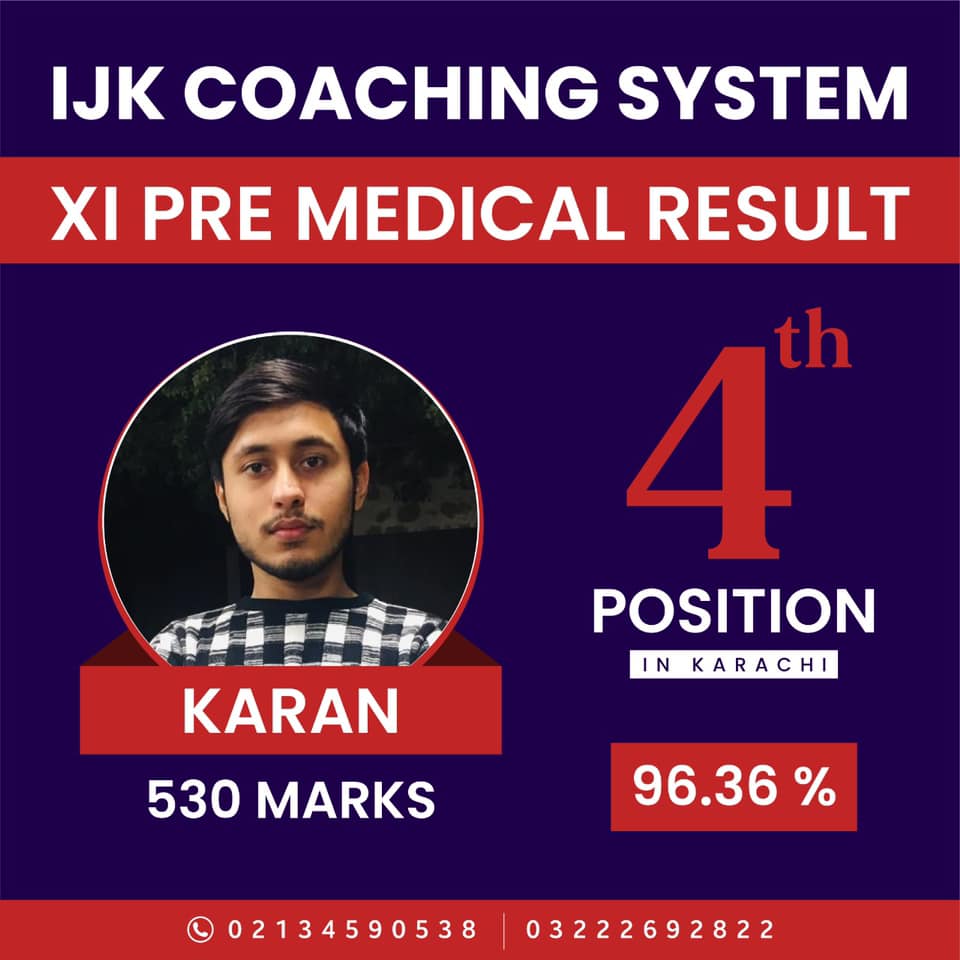 IJK COACHING SYSTEM
XI PRE MEDICAL RESULT
4th
POSITION
IN KARACHI
KARAN
530 MARKS
96.36 %
02134590538 | 03222692822